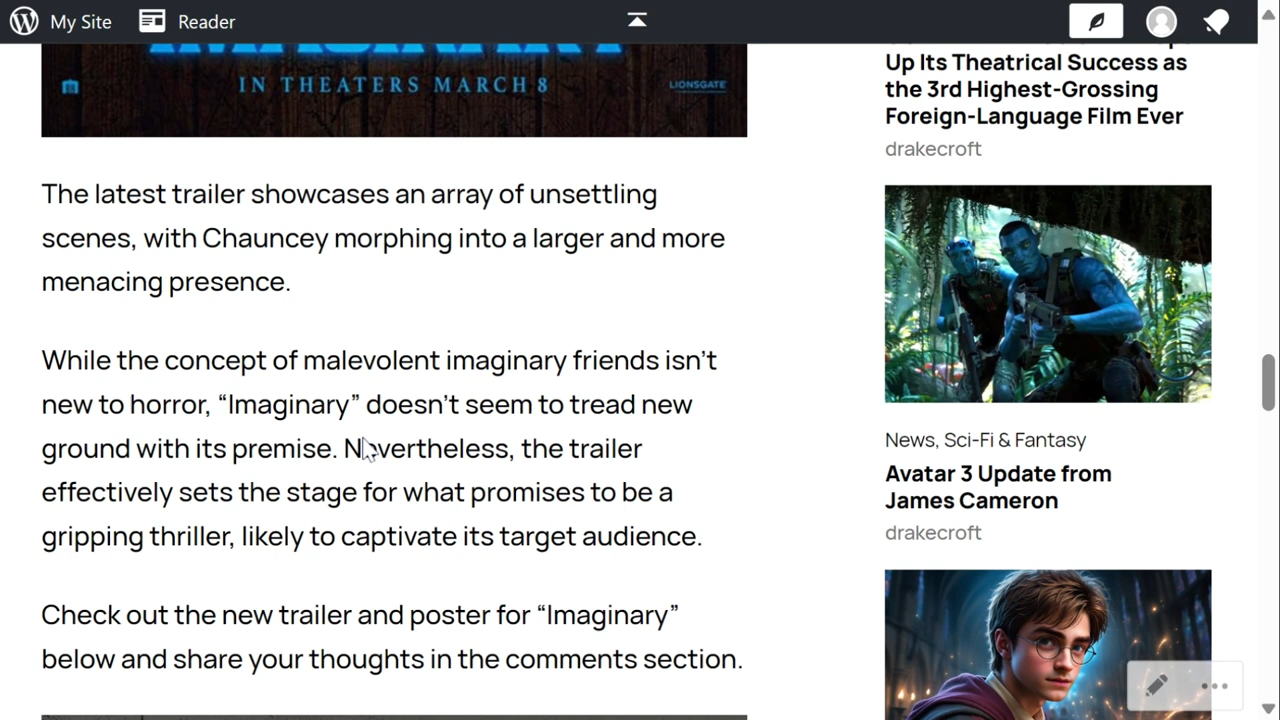 My Site
Reader
IN THEATERS MARCH 8
LIONSGATE
The latest trailer showcases an array of unsettling
scenes, with Chauncey morphing into a larger and more
menacing presence.
While the concept of malevolent imaginary friends isn’t
new to horror, “Imaginary” doesn’t seem to tread new
ground with its premise. Nevertheless, the trailer
effectively sets the stage for what promises to be a
gripping thriller, likely to captivate its target audience.
Check out the new trailer and poster for “Imaginary”
below and share your thoughts in the comments section.
Up Its Theatrical Success as
the 3rd Highest-Grossing
Foreign-Language Film Ever
drakecroft
News, Sci-Fi & Fantasy
Avatar 3 Update from
James Cameron
drakecroft